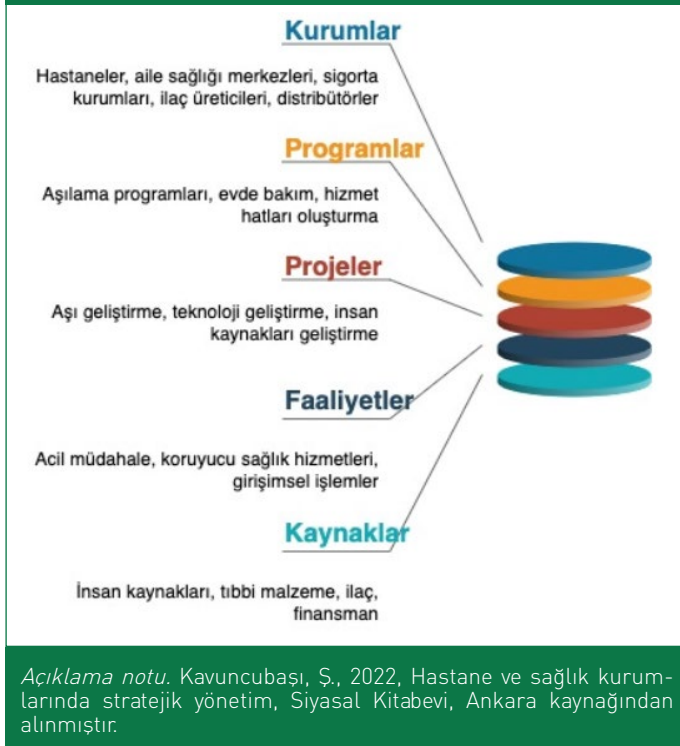 Kurumlar
Hastaneler, aile sağlığı merkezleri, sigorta
kurumları, ilaç üreticileri, distribütörler
Programlar
Aşılama programları, evde bakım, hizmet
hatları oluşturma
Projeler
Aşı geliştirme, teknoloji geliştirme, insan
kaynakları geliştirme
Faaliyetler
Acil müdahale, koruyucu sağlık hizmetleri,
girişimsel işlemler
Kaynaklar
İnsan kaynakları, tıbbi malzeme, ilaç,
finansman
Açıklama notu. Kavuncubaşı, Ş., 2022, Hastane ve sağlık kurum-
larında stratejik yönetim, Siyasal Kitabevi, Ankara kaynağından
alınmıştır.